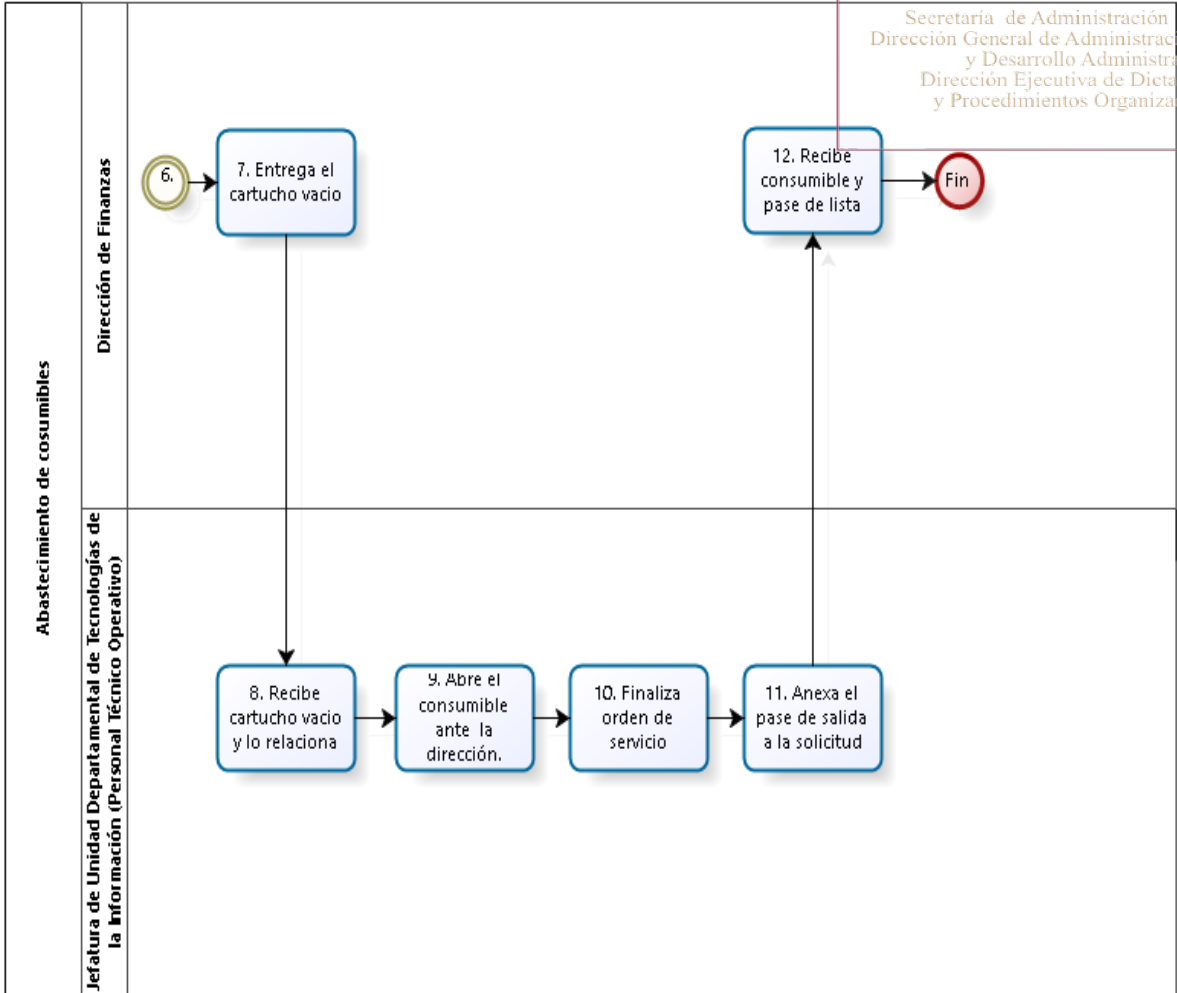 Secretaría de Administración
Dirección General de Administrac
y Desarrollo Administra
Dirección Ejecutiva de Dicta
y Procedimientos Organiza
Abastecimiento de cosumibles
Dirección de Finanzas
6.
7. Entrega el
cartucho vacio
12. Recibe
consumible y
pase de lista
Fin
Jefatura de Unidad Departamental de Tecnologías de
la Información (Personal Técnico Operativo)
8. Recibe
cartucho vacio
y lo relaciona
9. Abre el
consumible
ante la
dirección.
10. Finaliza
orden de
servicio
11. Anexa el
pase de salida
a la solicitud